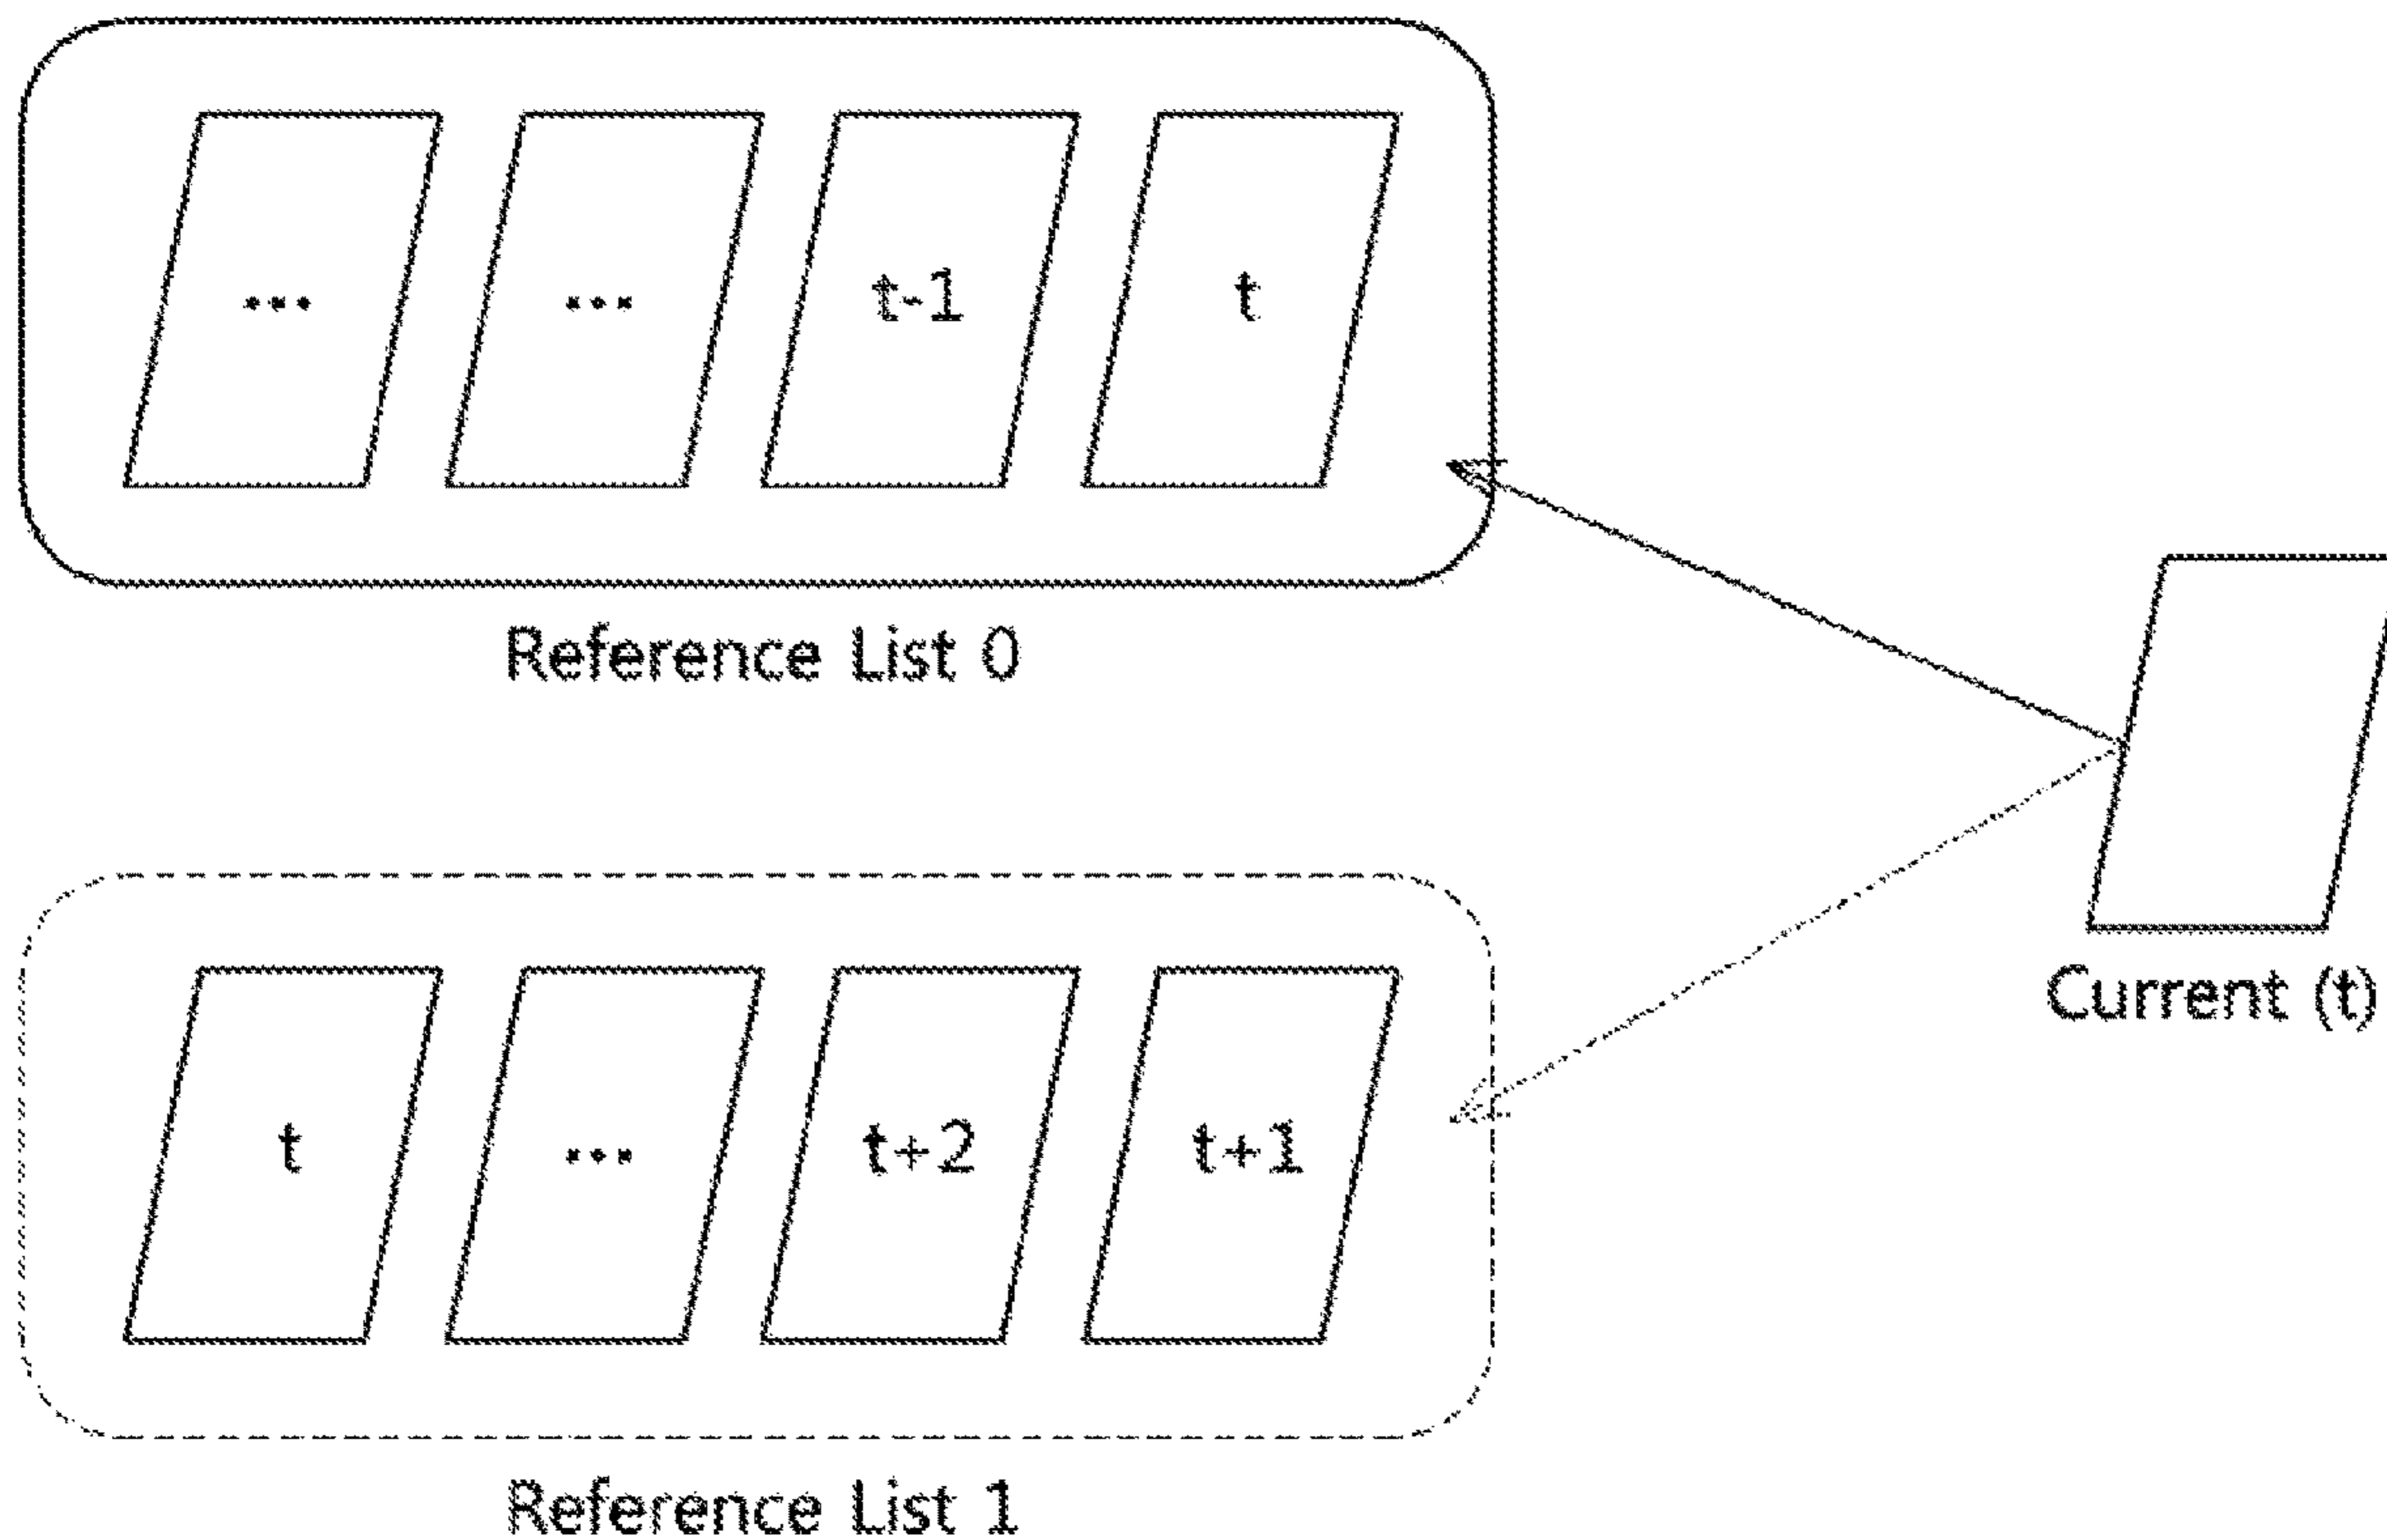 ... ... t-1 t
Reference List 0
Current (t)
t ... t+2 t+1
Reference List 1